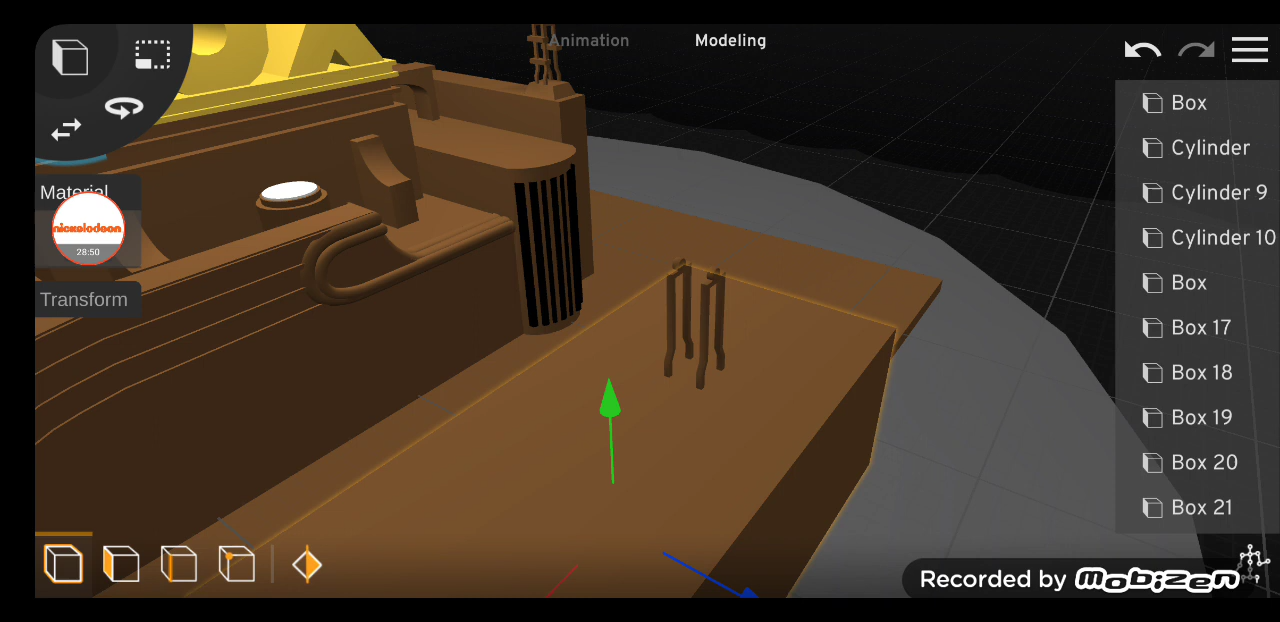 Animation
Modeling
Material
nickelodeon
28:50
Transform
Box
Cylinder
Cylinder 9
Cylinder 10
Box
Box 17
Box 18
Box 19
Box 20
Box 21
Recorded by mobizen